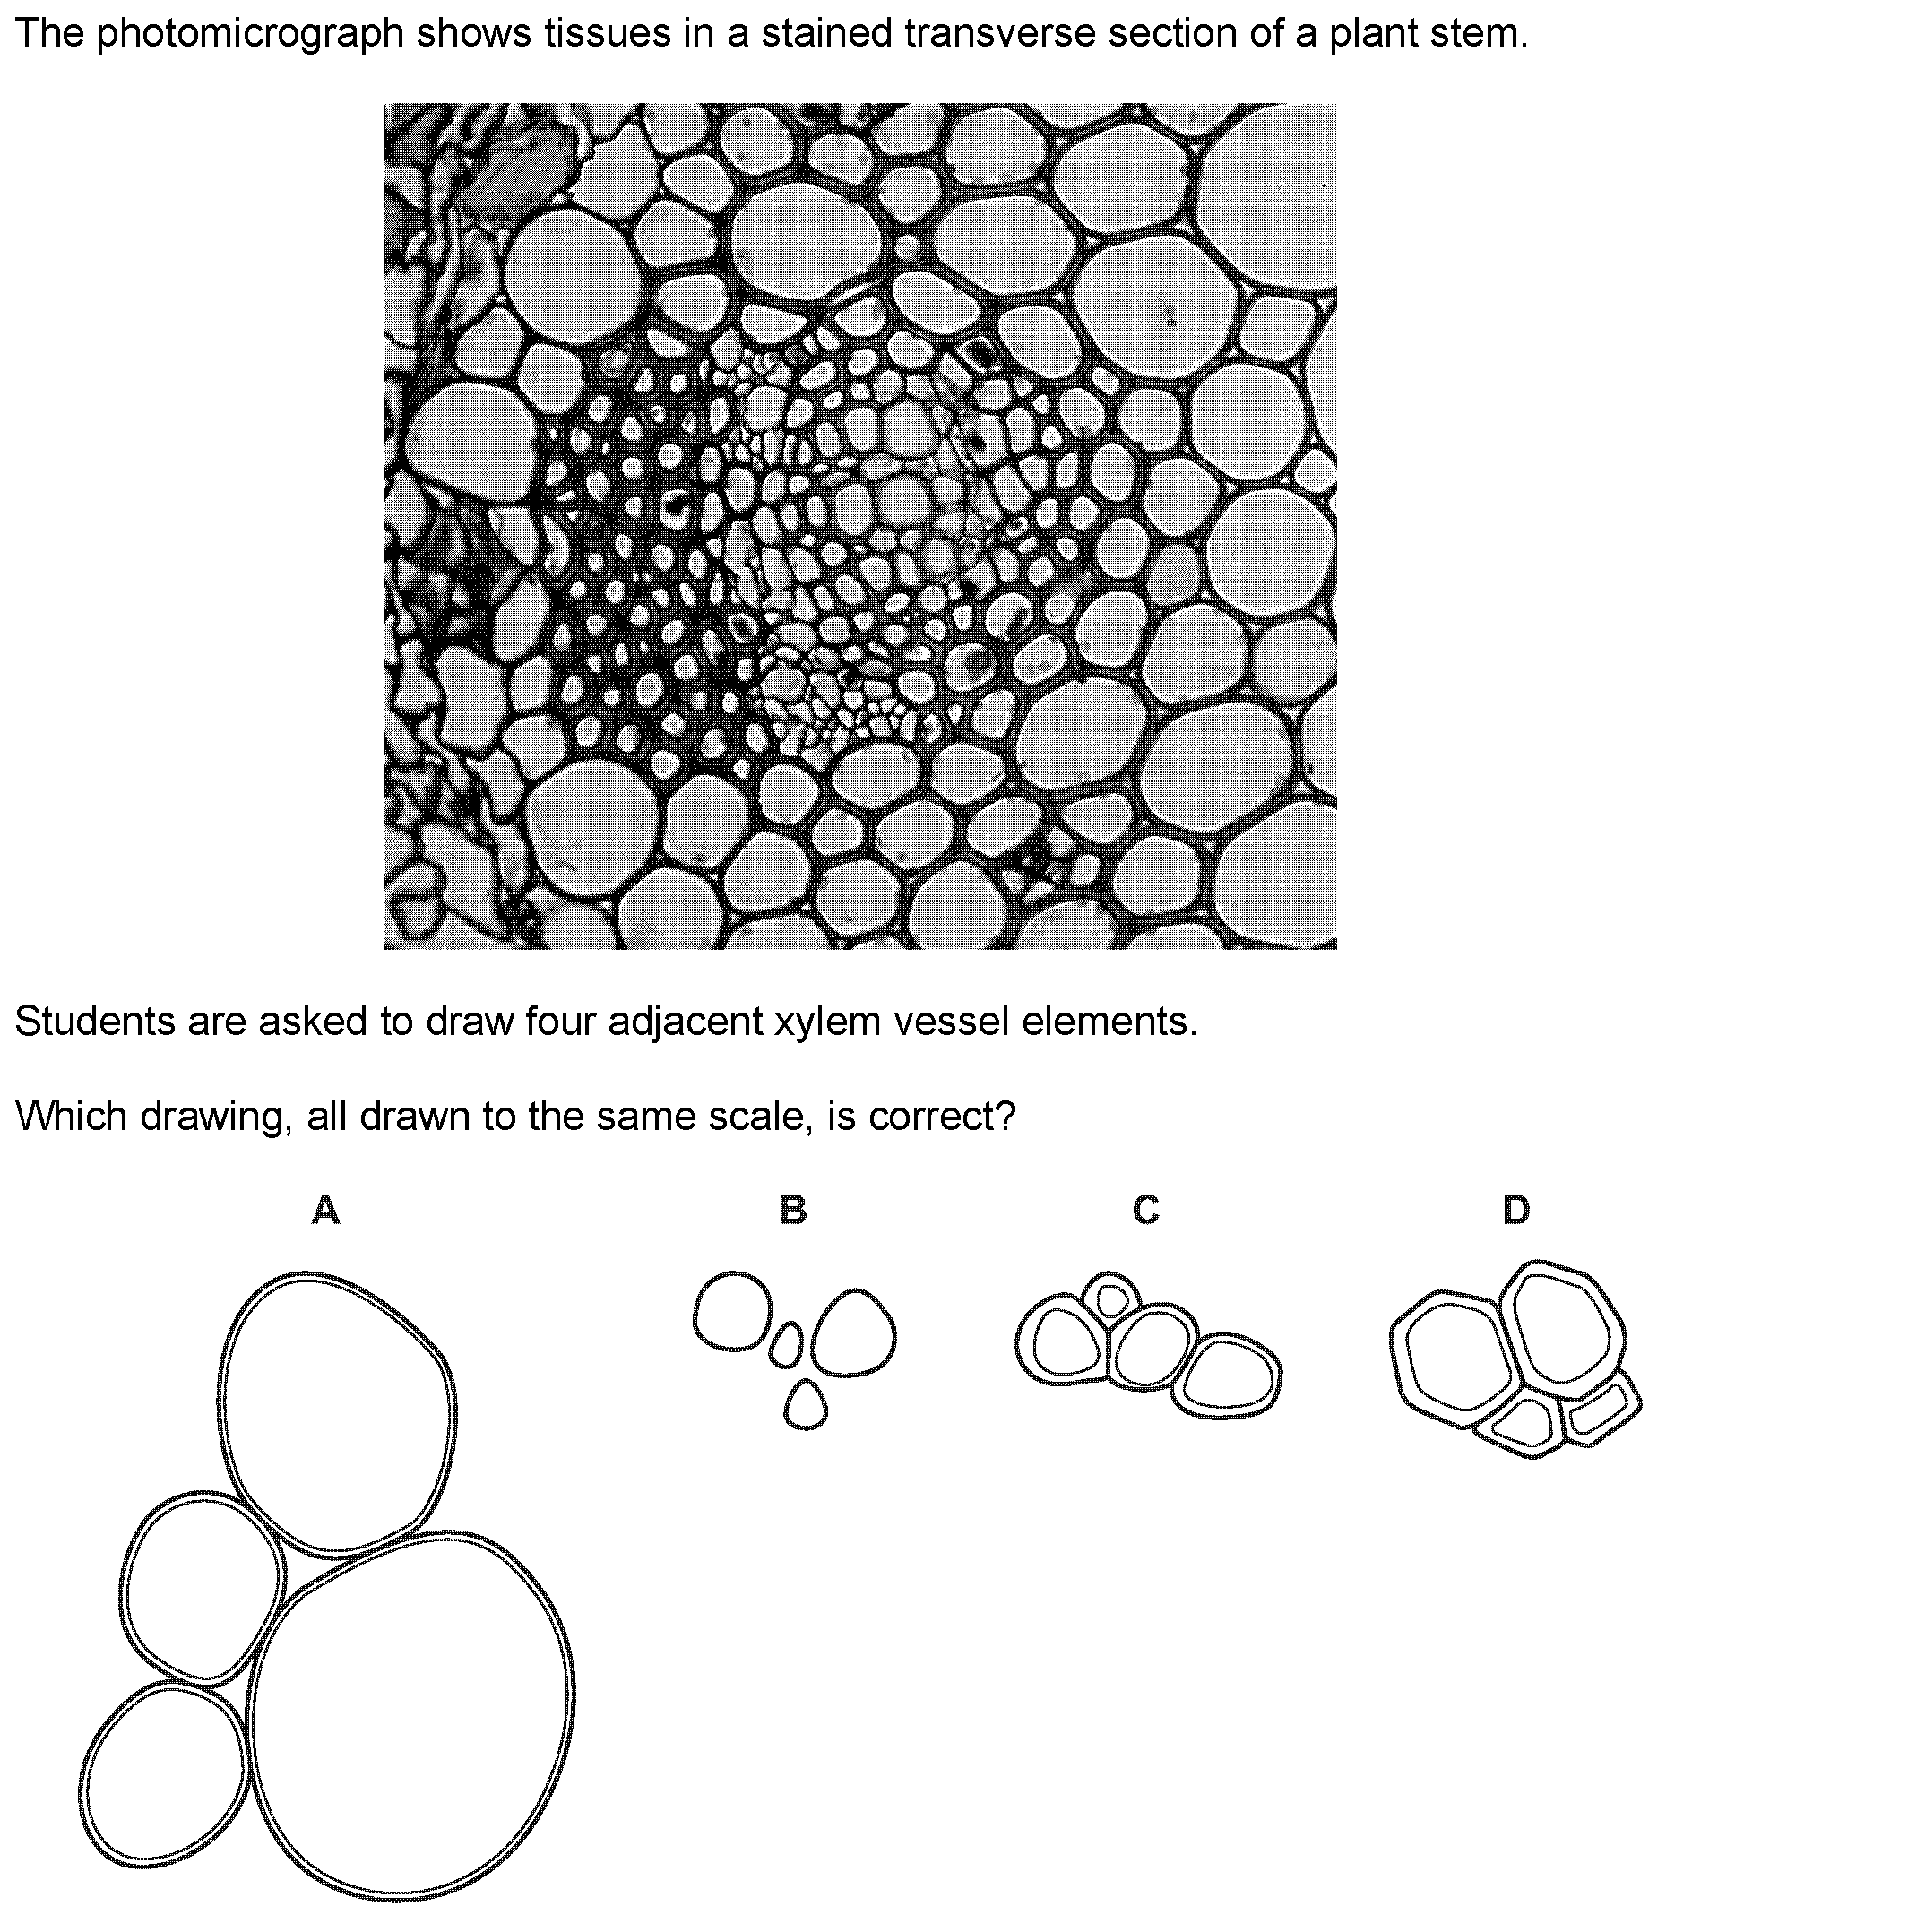 The photomicrograph shows tissues in a stained transverse section of a plant stem.
Students are asked to draw four adjacent xylem vessel elements.
Which drawing, all drawn to the same scale, is correct?
A B C D